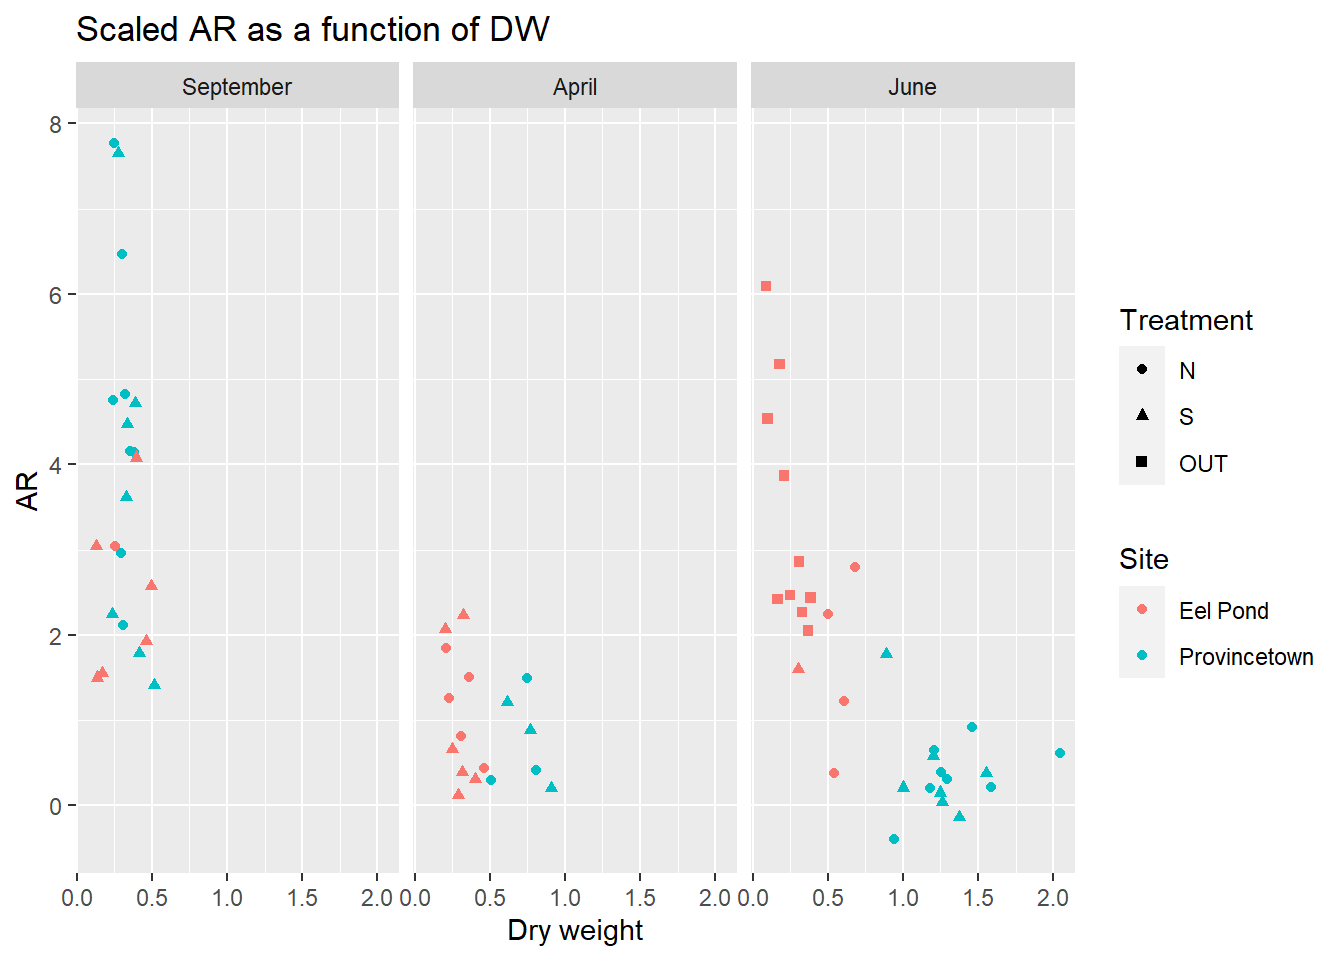 Scaled AR as a function of DW
September April June
8
6
4
2
0
AR
0.0 0.5 1.0 1.5 2.0 0.0 0.5 1.0 1.5 2.0 0.0 0.5 1.0 1.5 2.0
Dry weight
Treatment
N
S
OUT
Site
Eel Pond
Provincetown